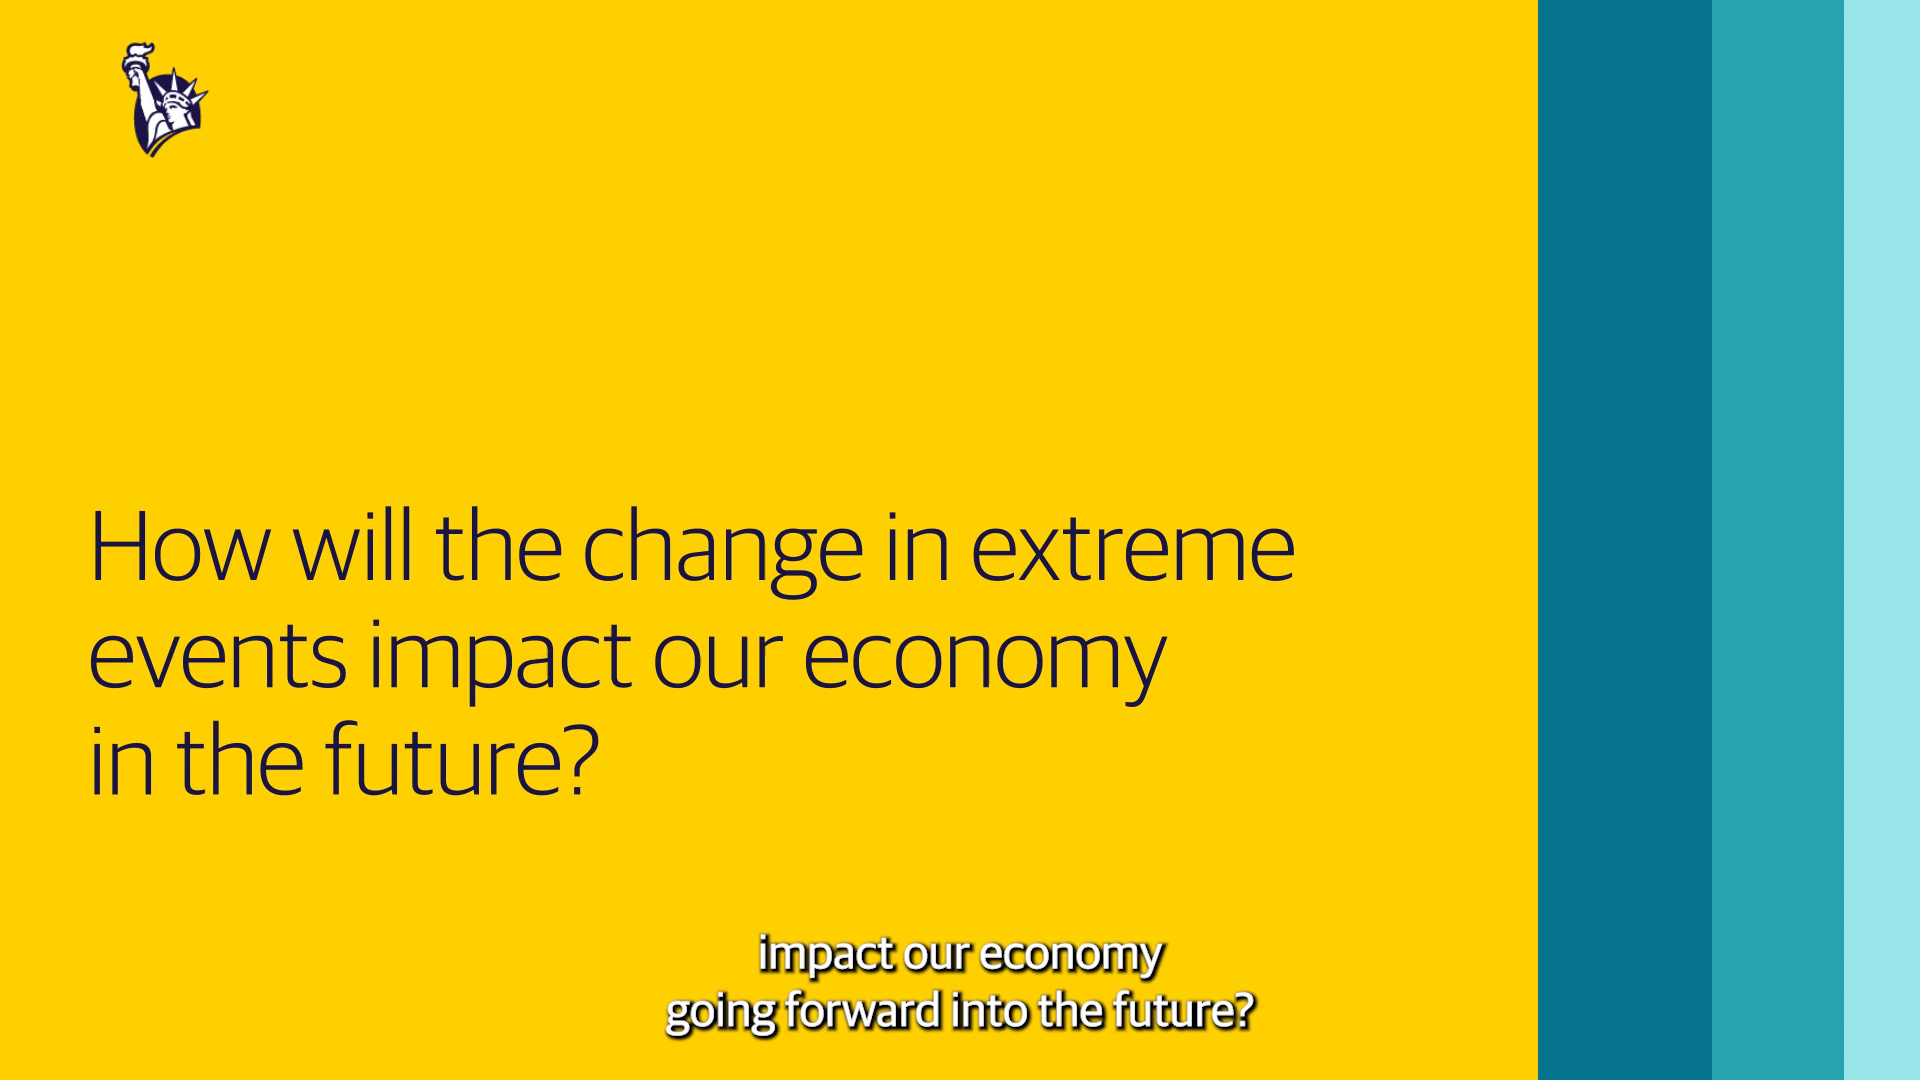 How will the change in extreme
events impact our economy
in the future?
impact our economy
going forward into the future?